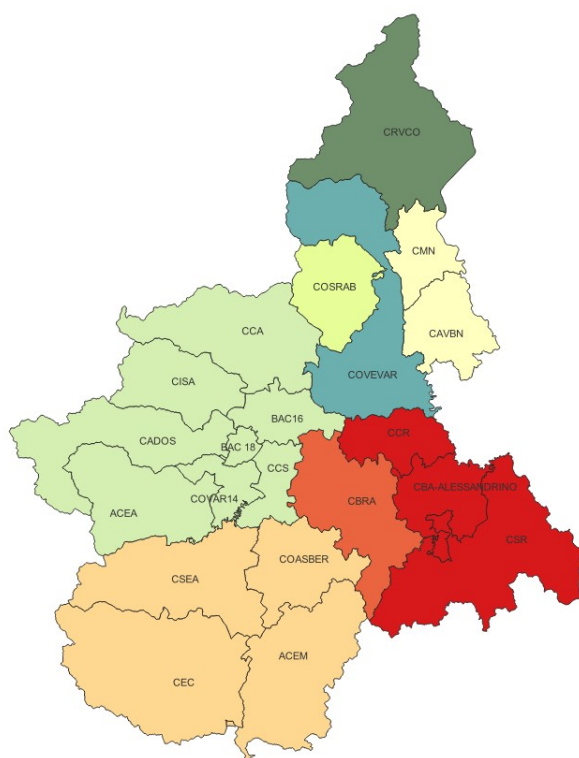 CRVCO
CMN
COSRAB
CCA
CAVBN
COVEVAR
CISA
BAC16
CADOS
BAC 18
CCR
CCS
CBA-ALESSANDRINO
COVAR14
CBRA
ACEA
CSR
COASBER
CSEA
ACEM
CEC